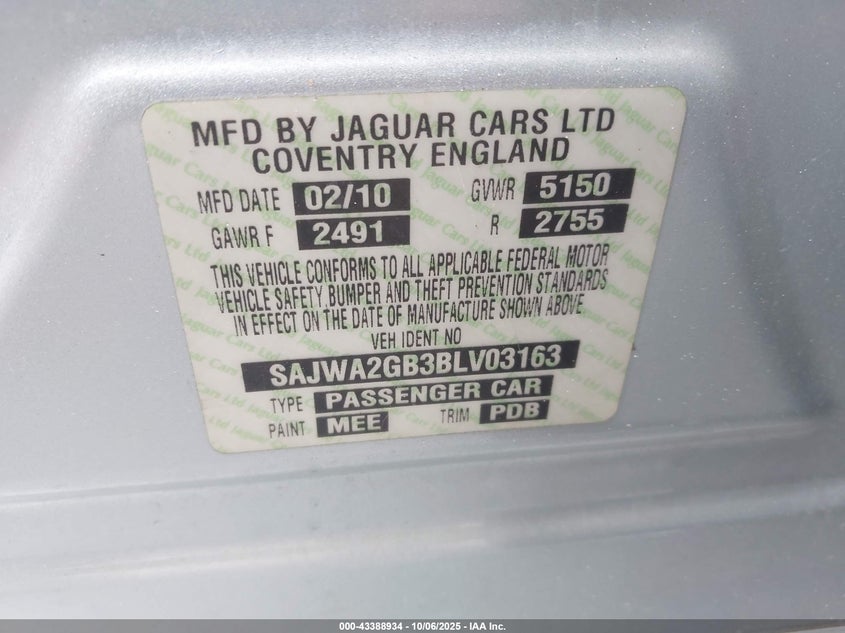 MFD BY JAGUAR CARS LTD
COVENTRY ENGLAND
MFD DATE 02/10 GVWR 5150
GAWR F 2491 R 2755
THIS VEHICLE CONFORMS TO ALL APPLICABLE FEDERAL MOTOR
VEHICLE SAFETY,BUMPER AND THEFT PREVENTION STANDARDS
IN EFFECT ON THE DATE OF MANUFACTURE SHOWN ABOVE
VEH IDENT NO
SAJWA2GB3BLV03163
TYPE PASSENGER CAR
PAINT MEE TRIM PDB
000-43388934 - 10/06/2025 - IAA Inc.